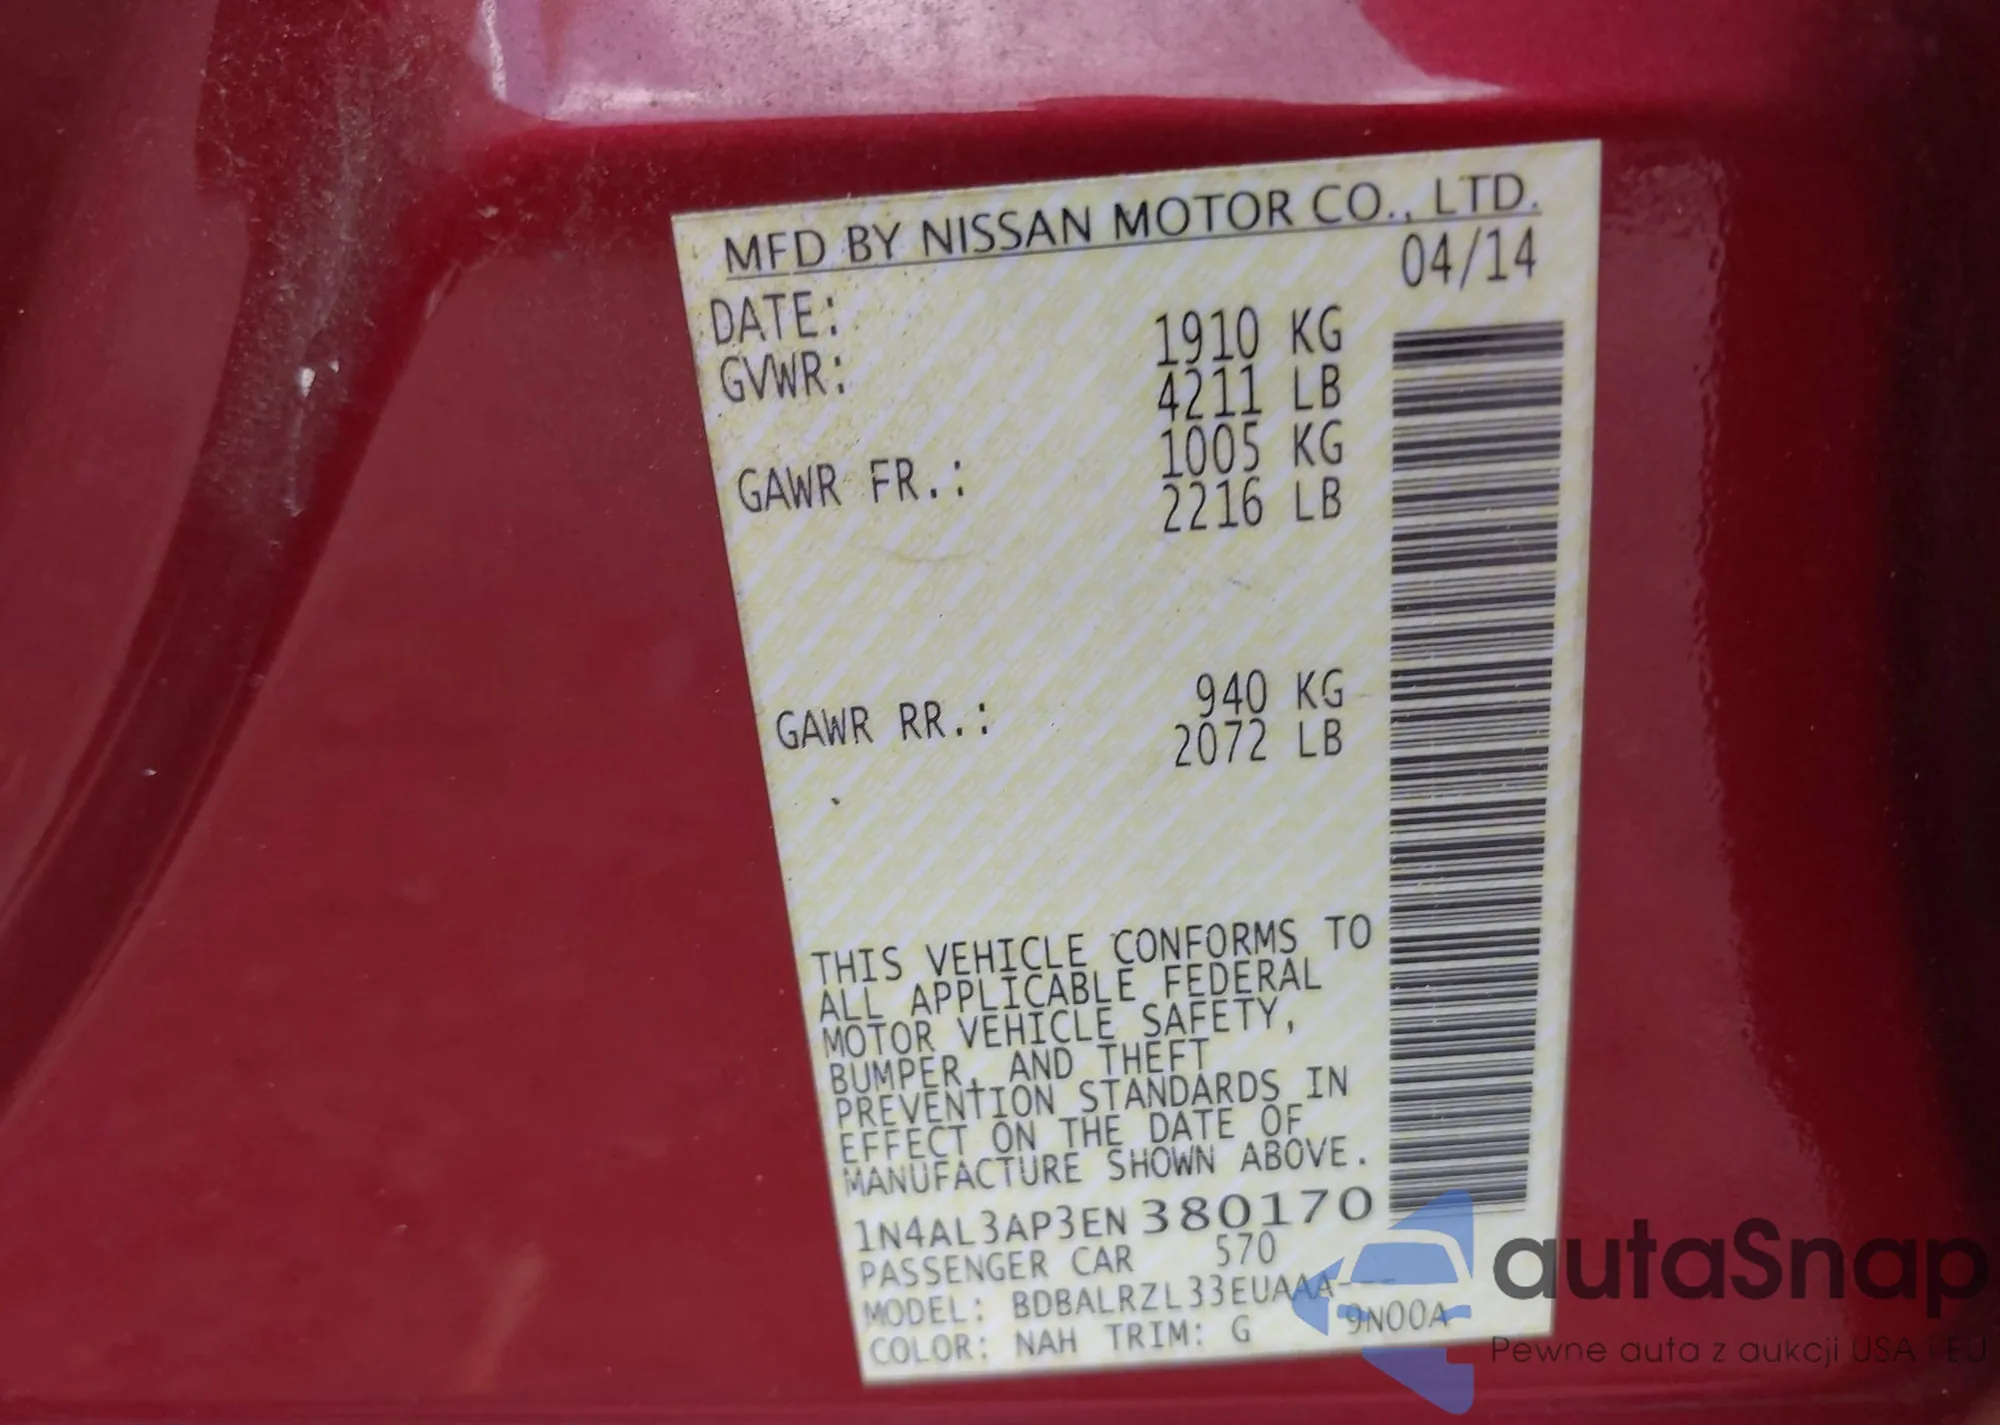 MFD BY NISSAN MOTOR CO., LTD.
DATE: 04/14
GVWR: 1910 KG
4211 LB
GAWR FR.: 1005 KG
2216 LB
GAWR RR.: 940 KG
2072 LB
THIS VEHICLE CONFORMS TO
ALL APPLICABLE FEDERAL
MOTOR VEHICLE SAFETY,
BUMPER, AND THEFT
PREVENTION STANDARDS IN
EFFECT ON THE DATE OF
MANUFACTURE SHOWN ABOVE.
1N4AL3AP3EN380170
PASSENGER CAR 570
MODEL: BDBALRZL33EUAAA---
COLOR: NAH TRIM: G 9N00A
autaSnap
Pewne auta z aukcji USA i EU